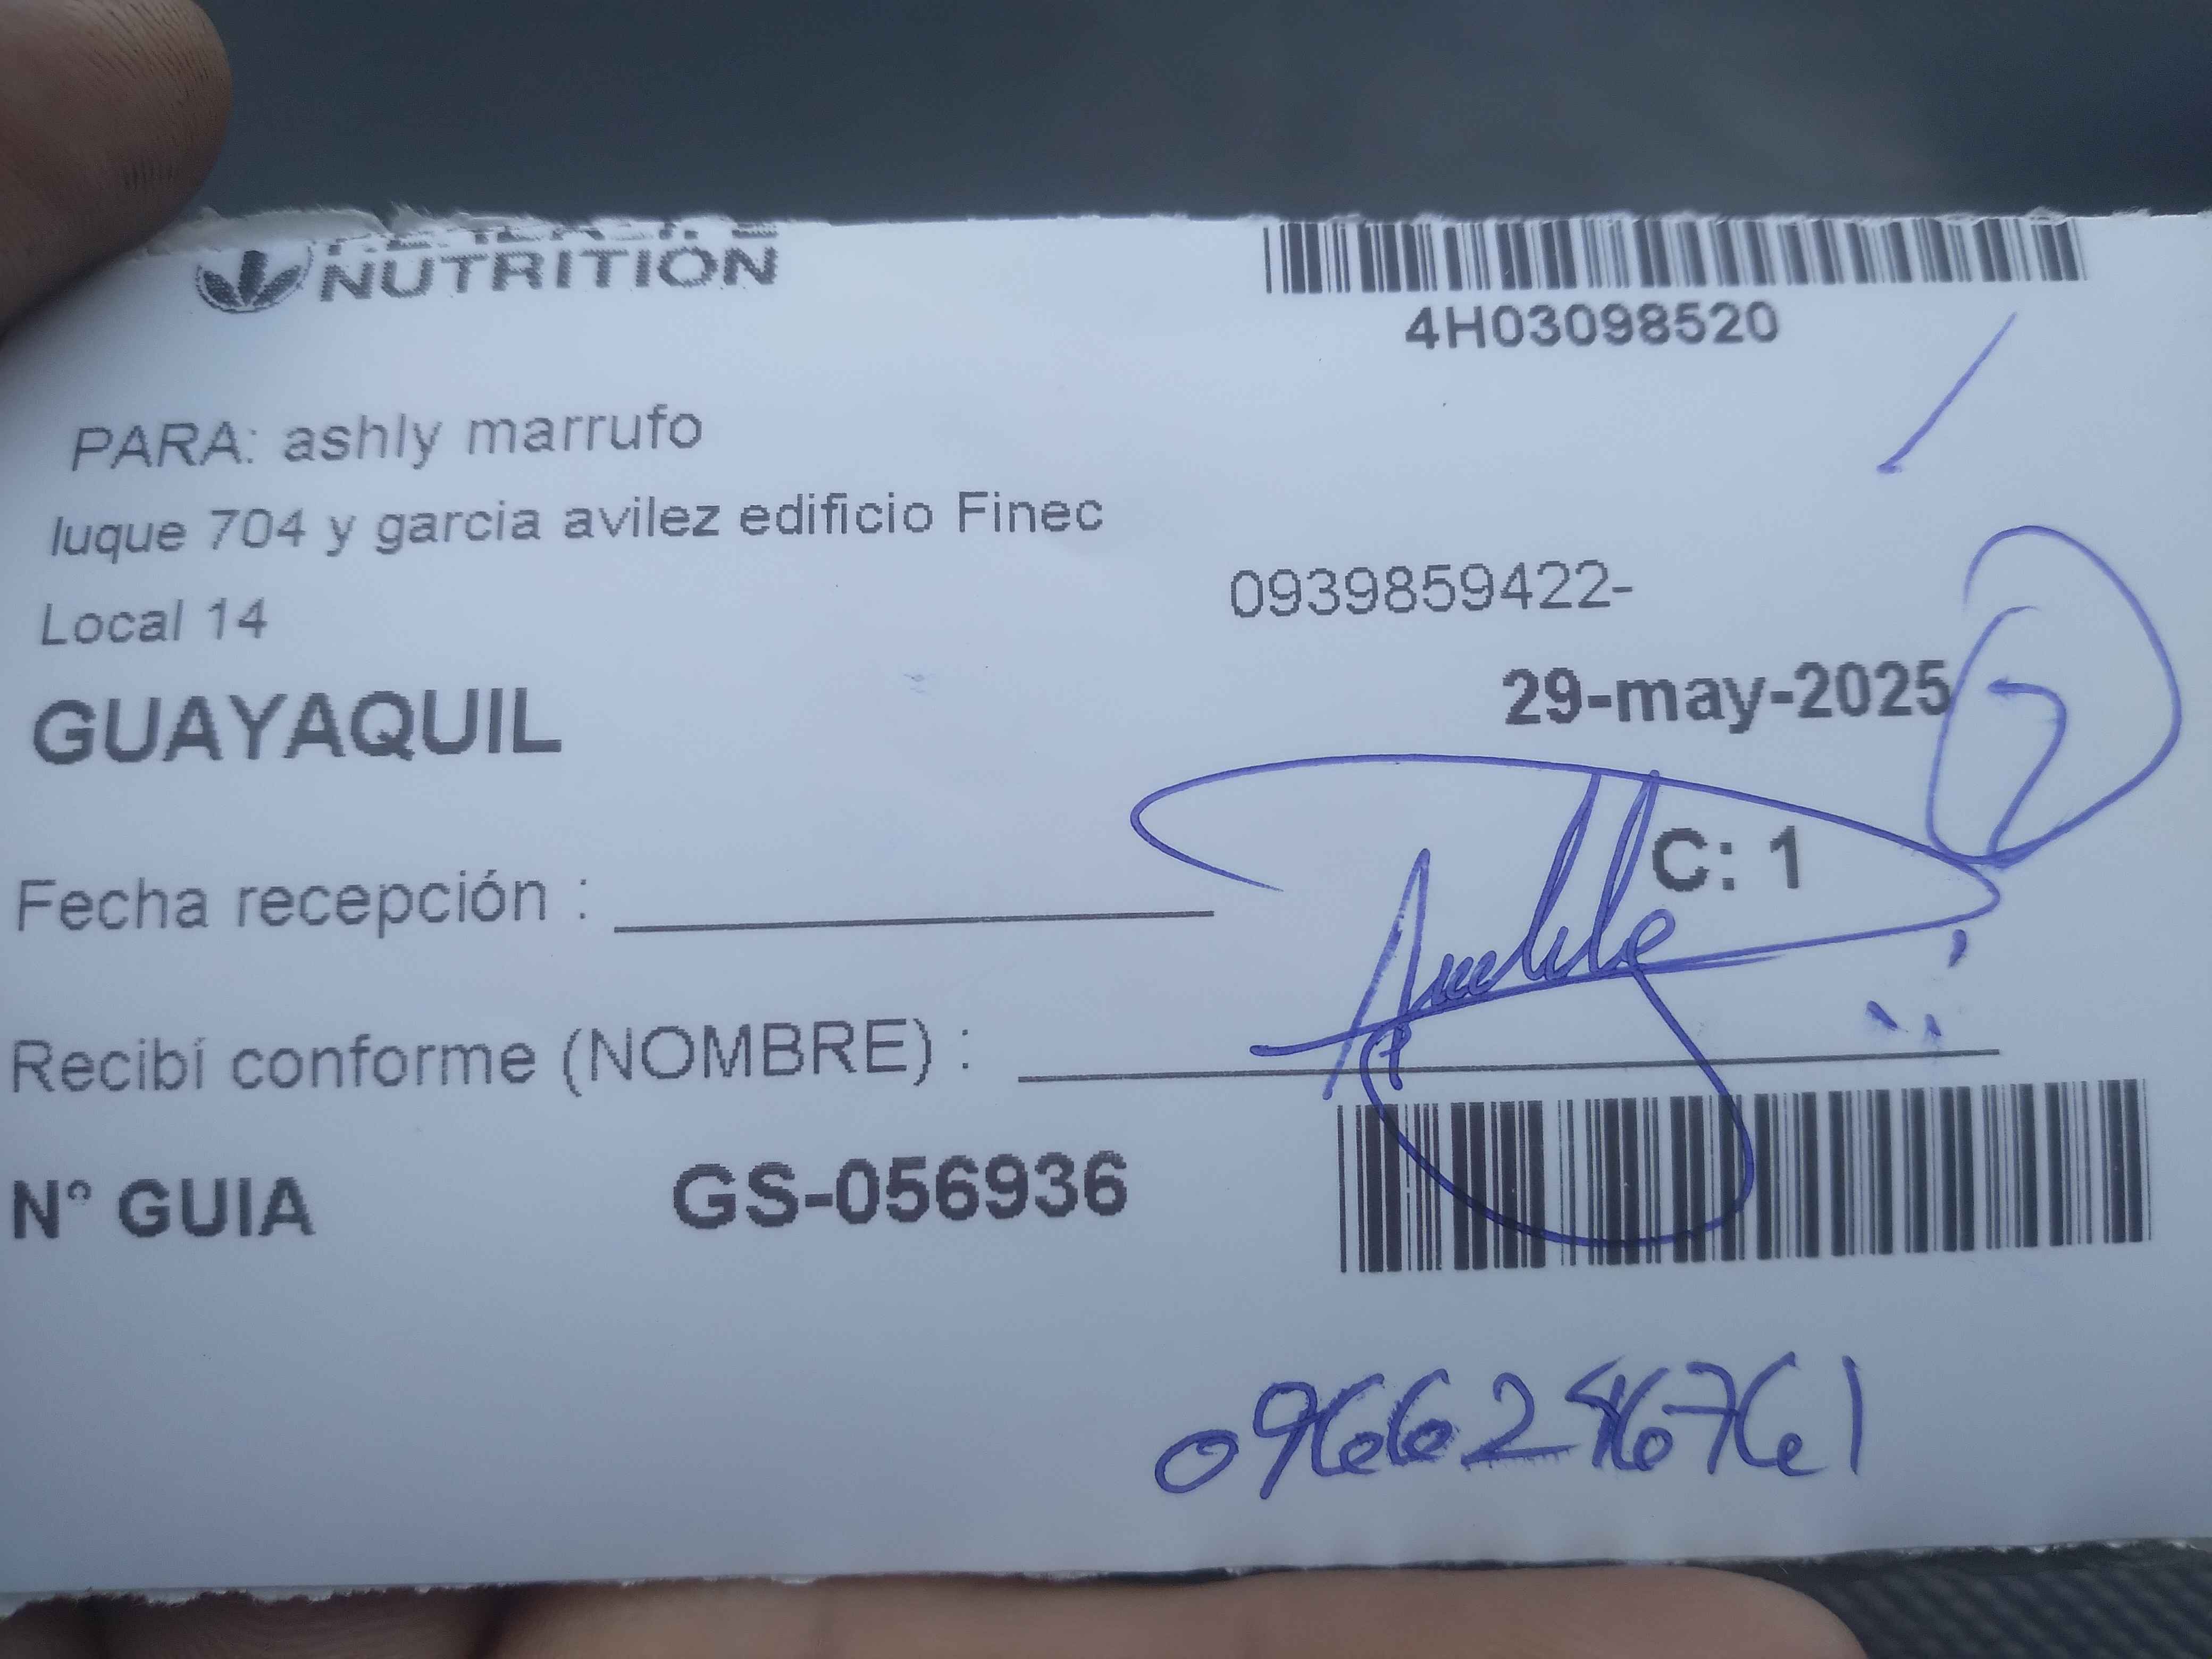 NUTRITION
4H03098520
PARA: ashly marrufo
luque 704 y garcia avilez edificio Finec
Local 14
0939859422-
GUAYAQUIL
29-may-2025
C: 1
Fecha recepción :
Recibí conforme (NOMBRE) :
N° GUIA GS-056936
0966246761